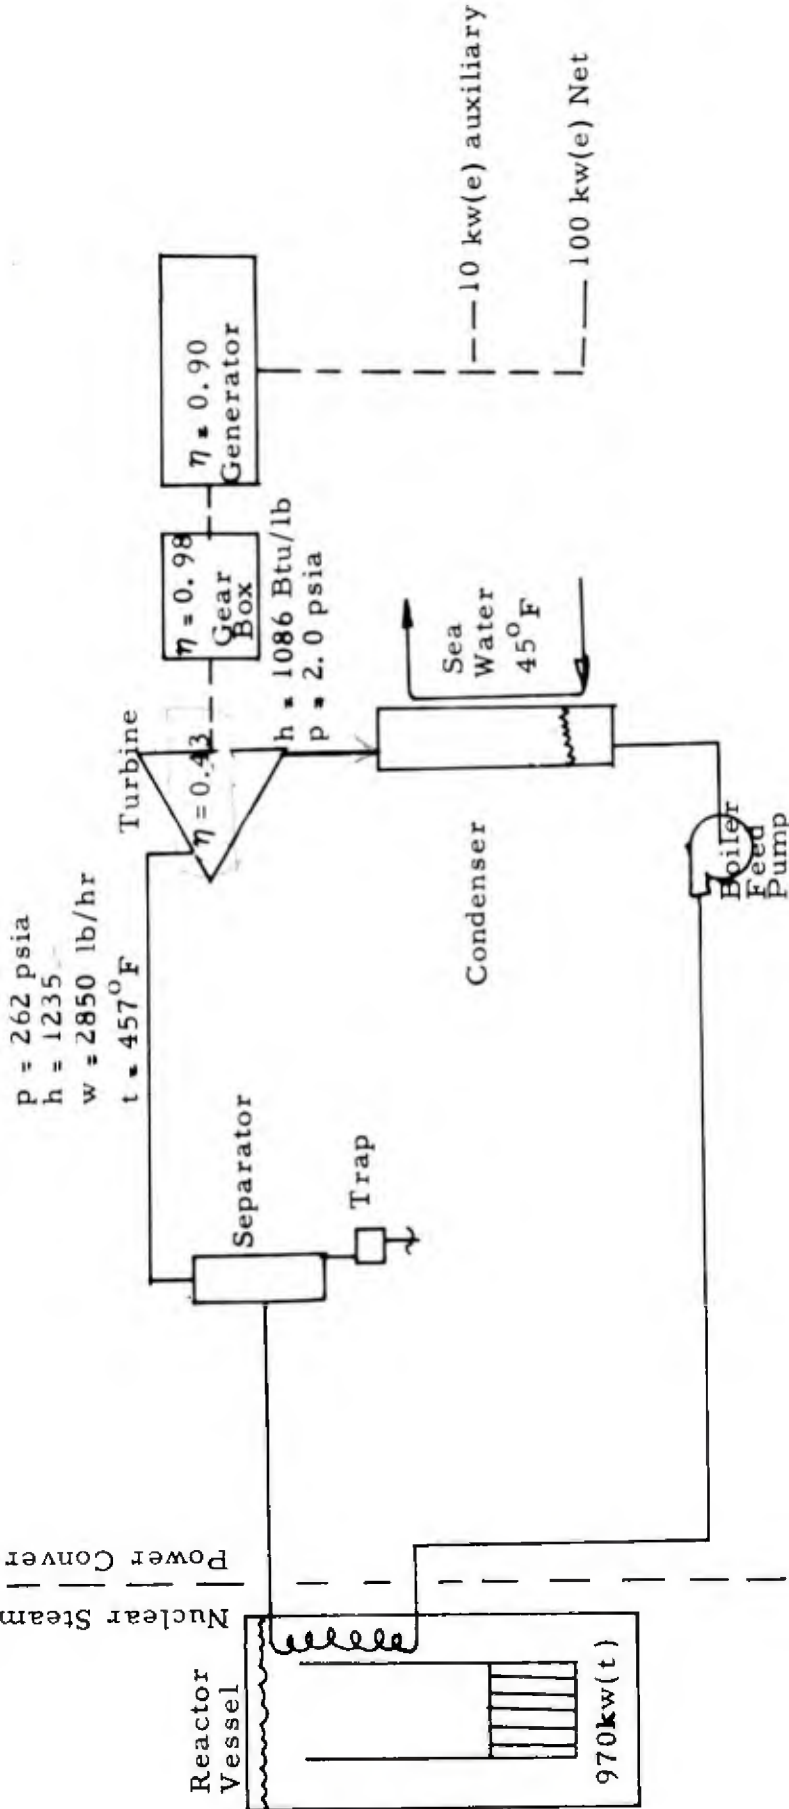 Nuclear Steam
Power Conver
Reactor
Vessel
970kw(t)
Separator
Trap
p = 262 psia
h = 1235
w = 2850 lb/hr
t = 457°F
Turbine
η = 0.43
η = 0.98
Gear
Box
η = 0.90
Generator
h = 1086 Btu/lb
p = 2.0 psia
Sea
Water
45°F
Condenser
Boiler
Feed
Pump
10 kw(e) auxiliary
100 kw(e) Net